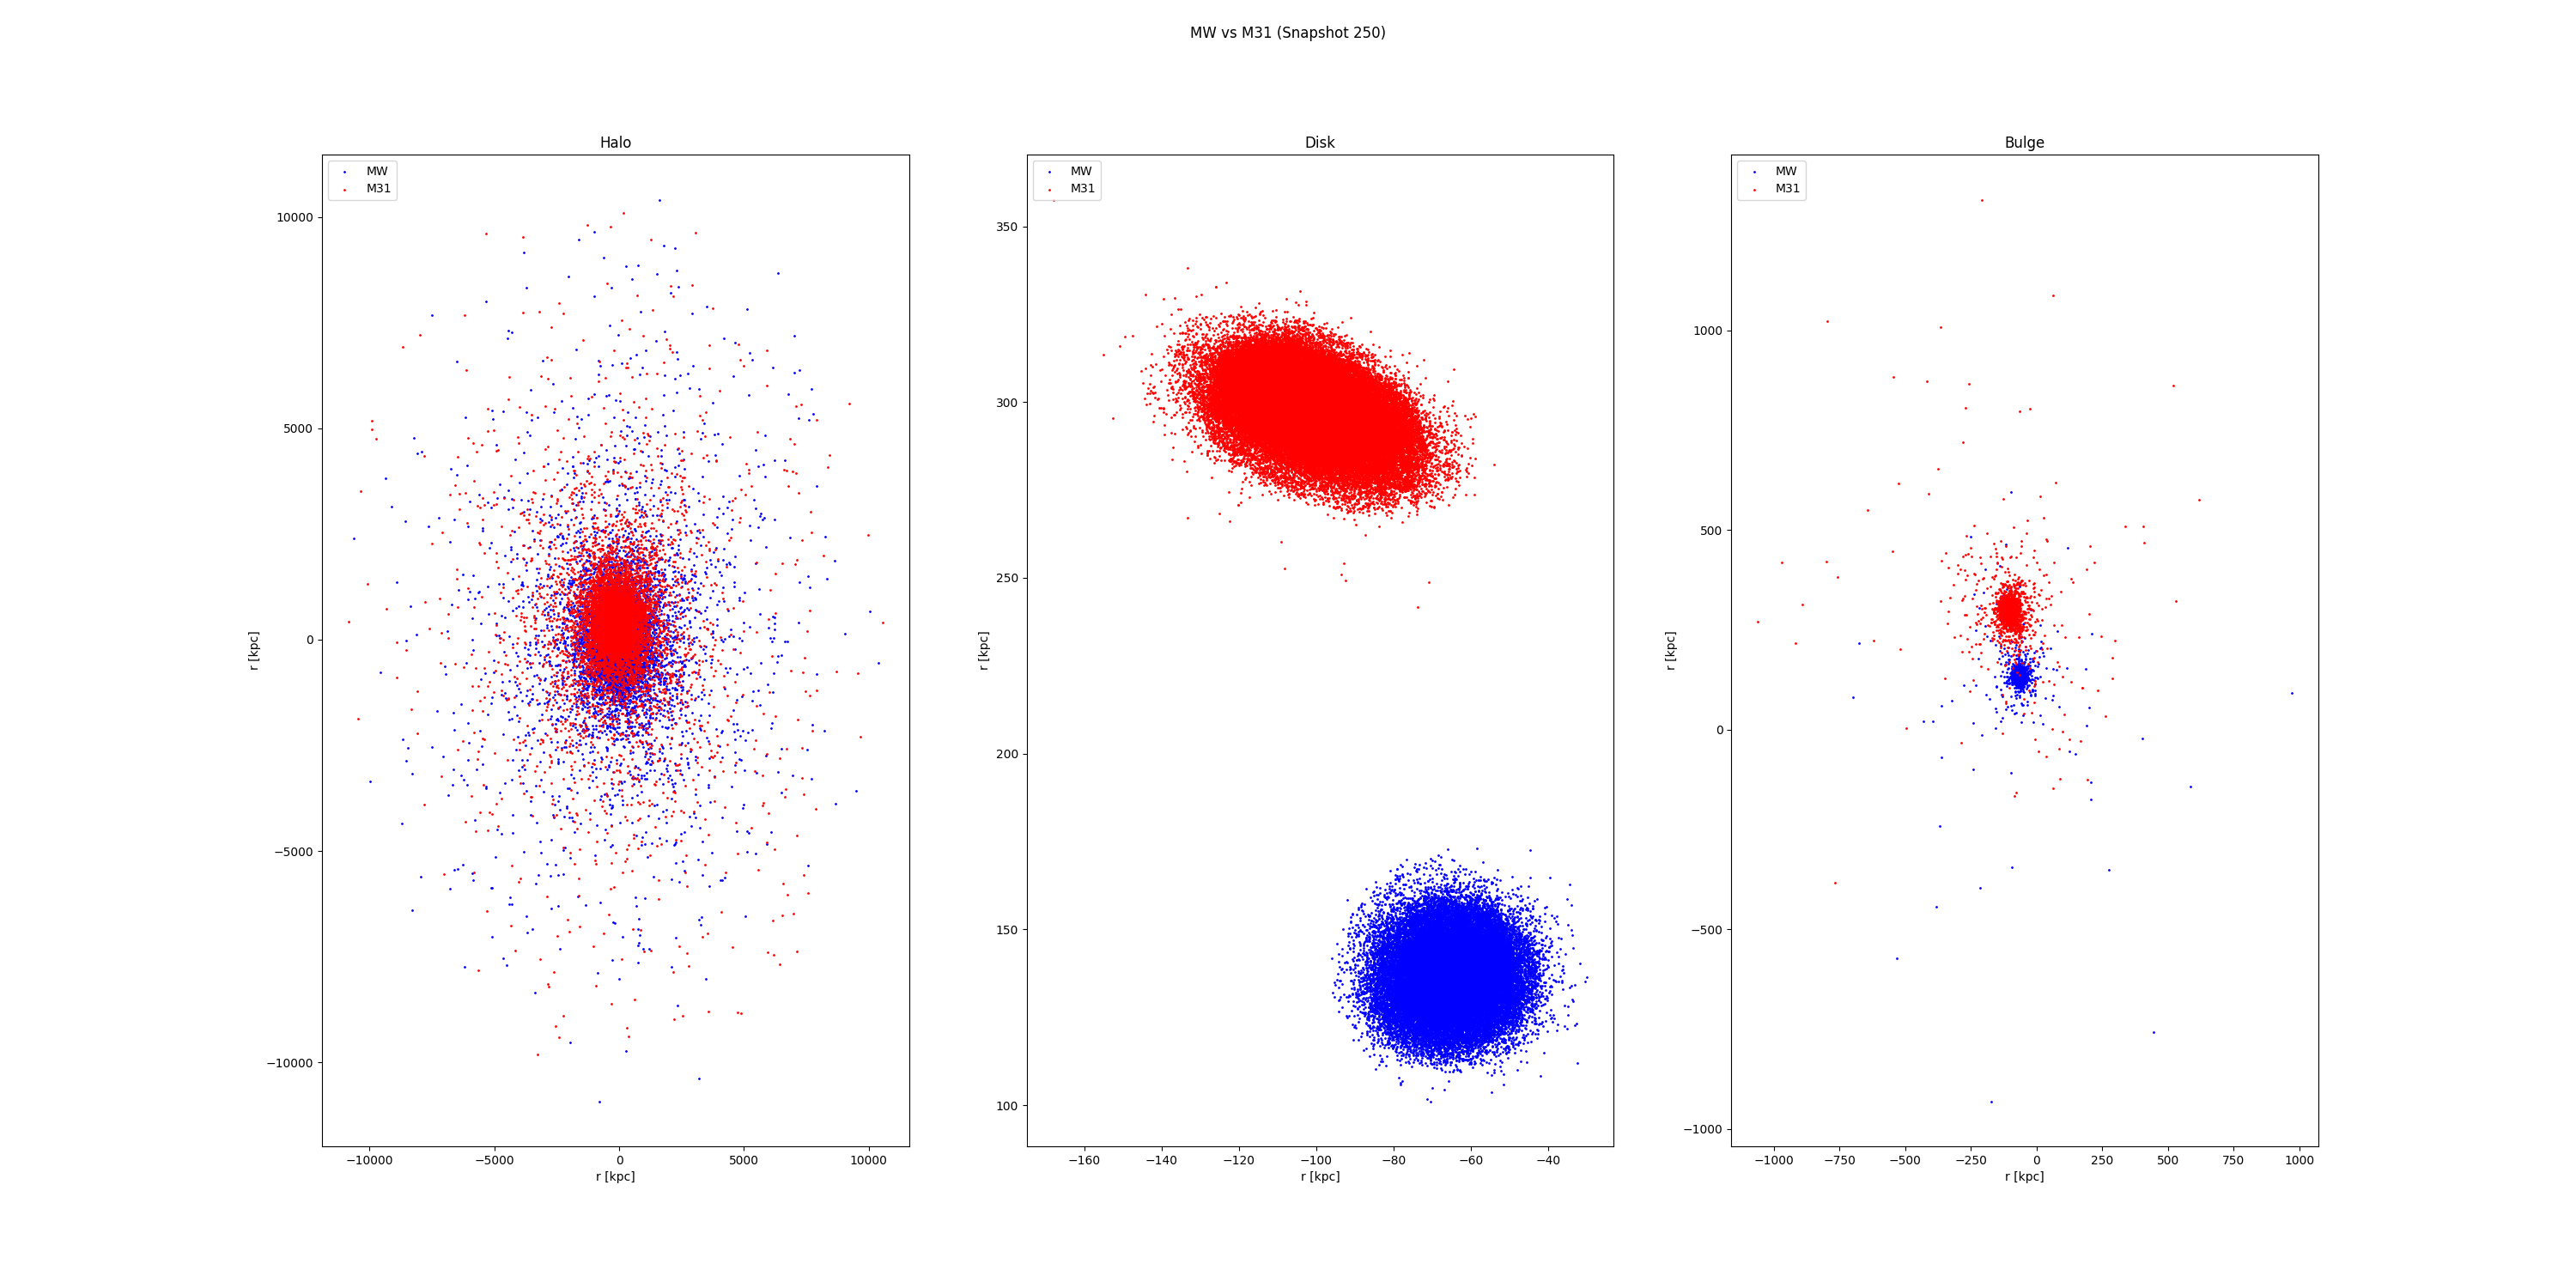 MW vs M31 (Snapshot 250)
Halo
MW
M31
10000
5000
0
−5000
−10000
r [kpc]
−10000 −5000 0 5000 10000
r [kpc]
Disk
MW
M31
350
300
250
200
150
100
r [kpc]
−160 −140 −120 −100 −80 −60 −40
r [kpc]
Bulge
MW
M31
1000
500
0
−500
−1000
r [kpc]
−1000 −750 −500 −250 0 250 500 750 1000
r [kpc]